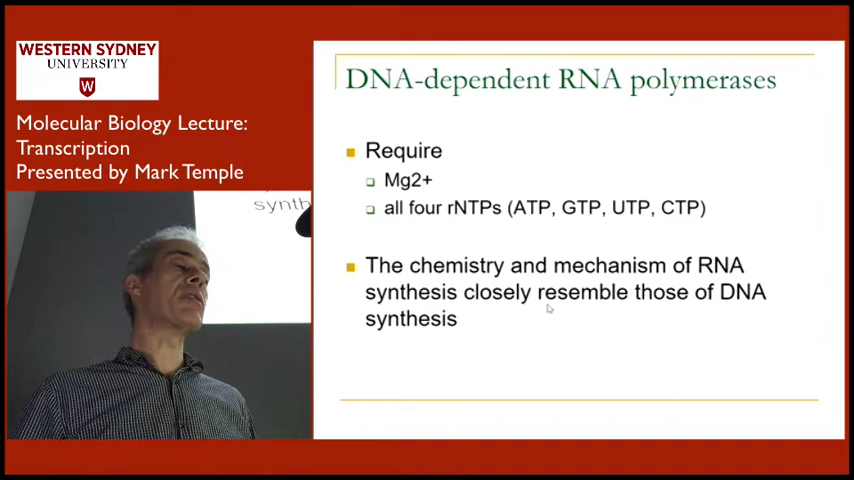 WESTERN SYDNEY
UNIVERSITY
W
Molecular Biology Lecture:
Transcription
Presented by Mark Temple
synth
DNA-dependent RNA polymerases
Require
Mg2+
all four rNTPs (ATP, GTP, UTP, CTP)
The chemistry and mechanism of RNA
synthesis closely resemble those of DNA
synthesis